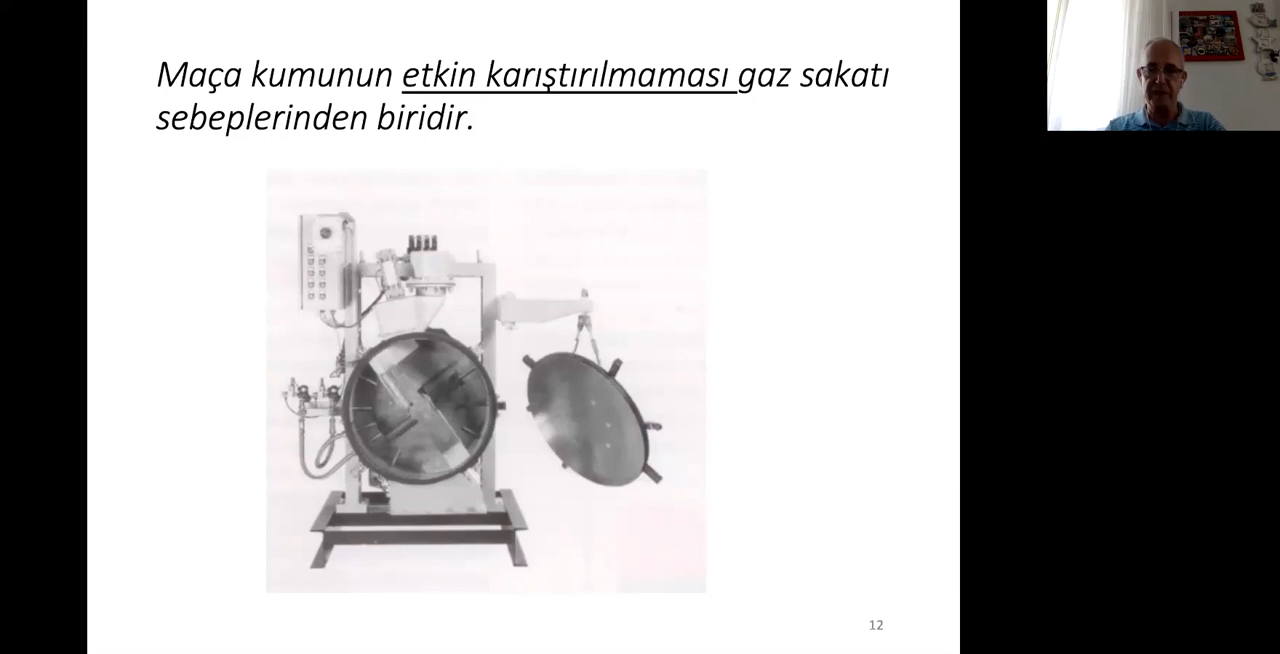 Maça kumunun etkin karıştırılmaması gaz sakatı
sebeplerinden biridir.
12